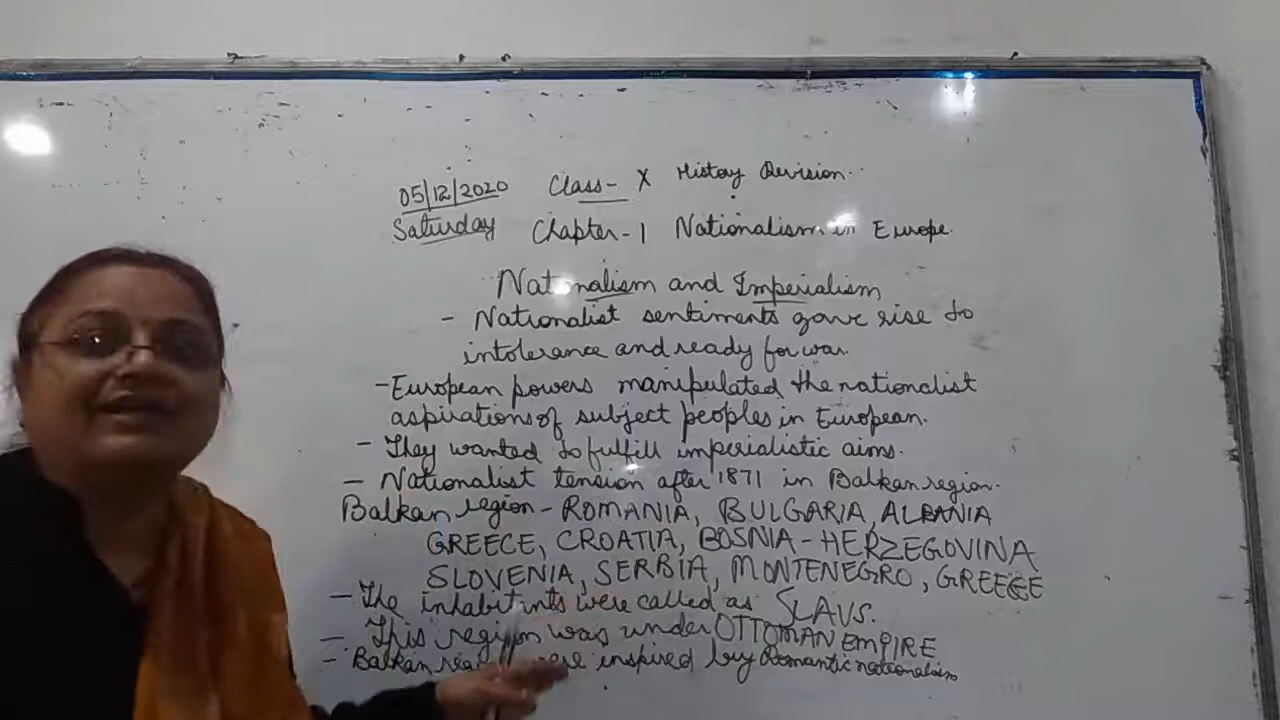 05/12/2020 Class- X History Revision
Saturday Chapter-1 Nationalism in Europe.
Nationalism and Imperialism
- Nationalist sentiments gave rise to
intolerance and ready for war.
- European powers manipulated the nationalist
aspirations of subject peoples in European.
- They wanted to fulfill imperialistic aims.
- Nationalist tension after 1871 in Balkan region.
Balkan region - ROMANIA, BULGARIA, ALBANIA
GREECE, CROATIA, BOSNIA - HERZEGOVINA
SLOVENIA, SERBIA, MONTENEGRO, GREECE
- The inhabitints were called as SLAVS.
- This region was under OTTOMAN EMPIRE
- Balkan were inspired by Romantic nationalism